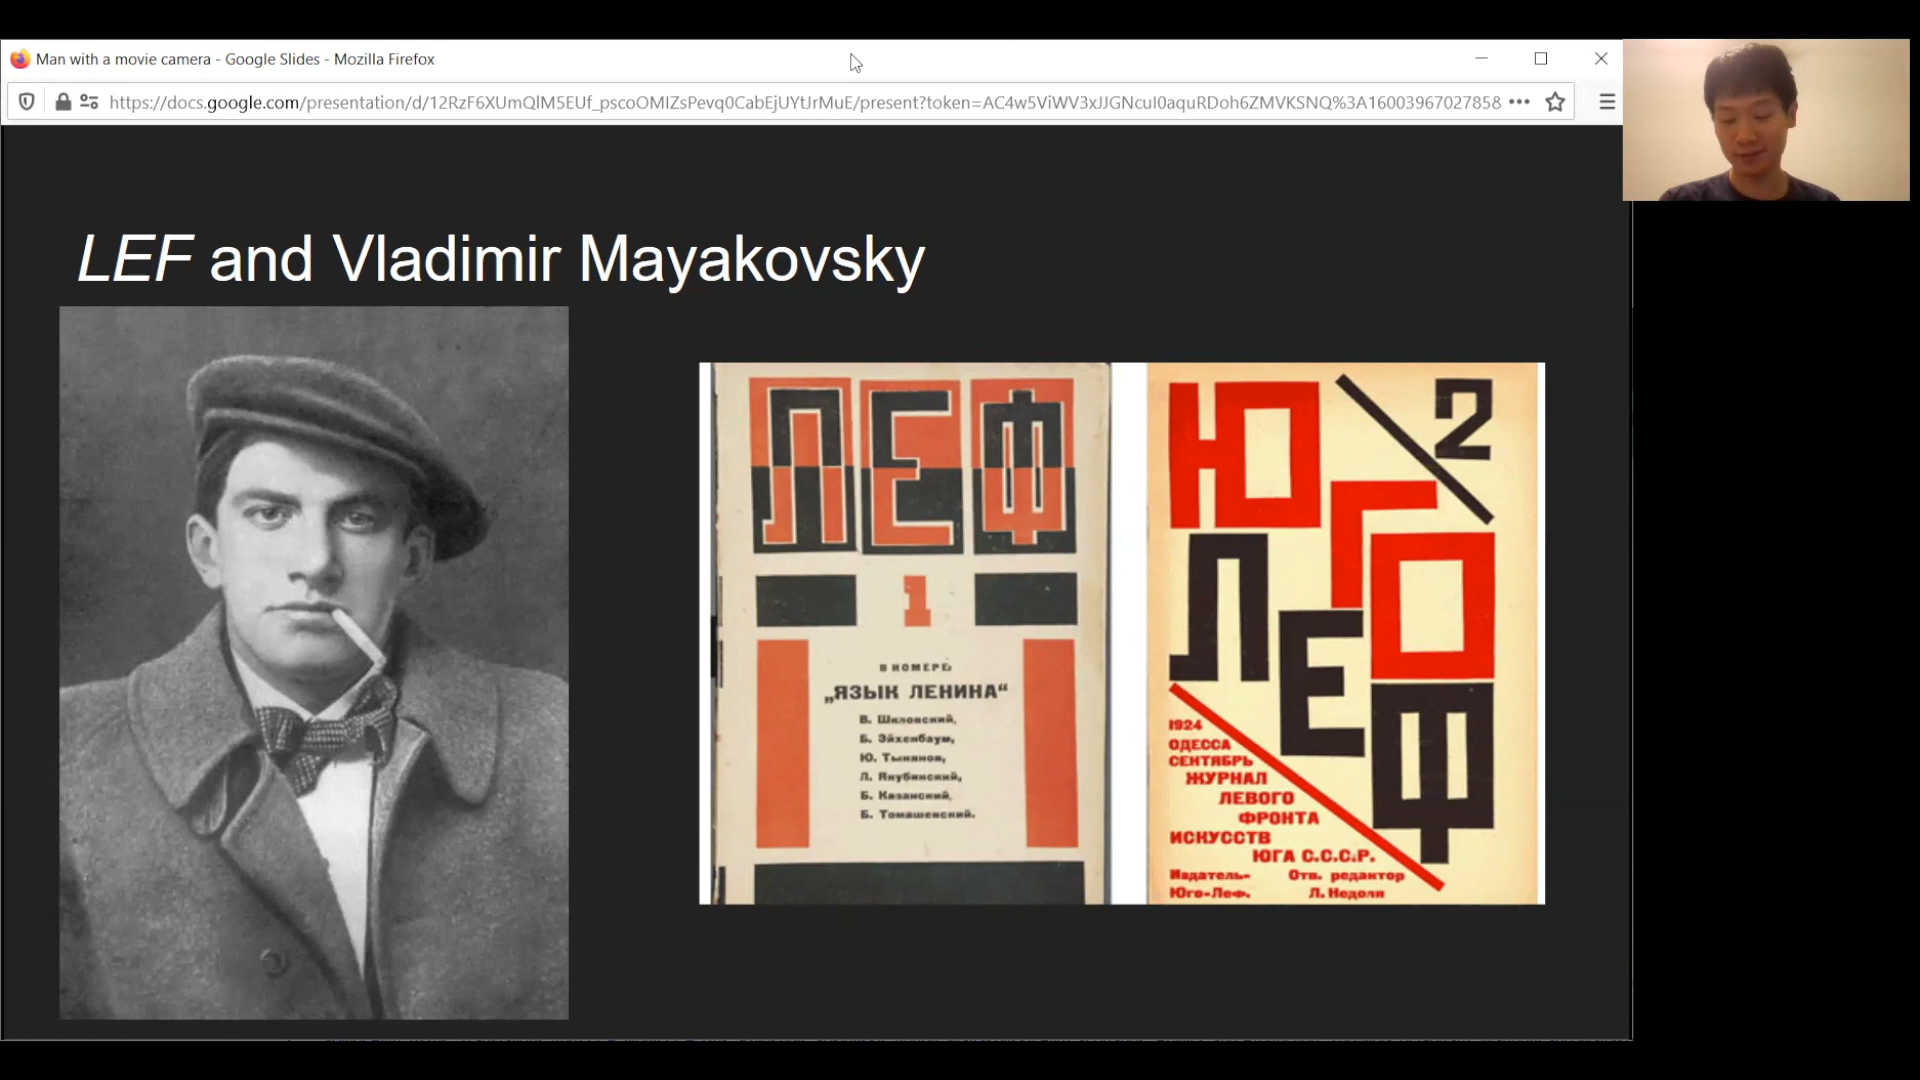 Man with a movie camera - Google Slides - Mozilla Firefox
https://docs.google.com/presentation/d/12RzF6XUmQlM5EUf_pscoOMIZsPevq0CabEjUYtJrMuE/present?token=AC4w5ViWV3xJJGNcuI0aquRDoh6ZMVKSNQ%3A16003967027858
LEF and Vladimir Mayakovsky
ЛЕФ
1
В НОМЕРЕ:
„ЯЗЫК ЛЕНИНА“
В. Шкловский,
Б. Эйхенбаум,
Ю. Тынянов,
Л. Якубинский,
Б. Казанский,
Б. Томашевский.
ЮГО
2
ЛЕФ
1924
ОДЕССА
СЕНТЯБРЬ
ЖУРНАЛ
ЛЕВОГО
ФРОНТА
ИСКУССТВ
ЮГА С.С.С.Р.
Издатель- Отв. редактор
Юго-Леф. Л. Недоля